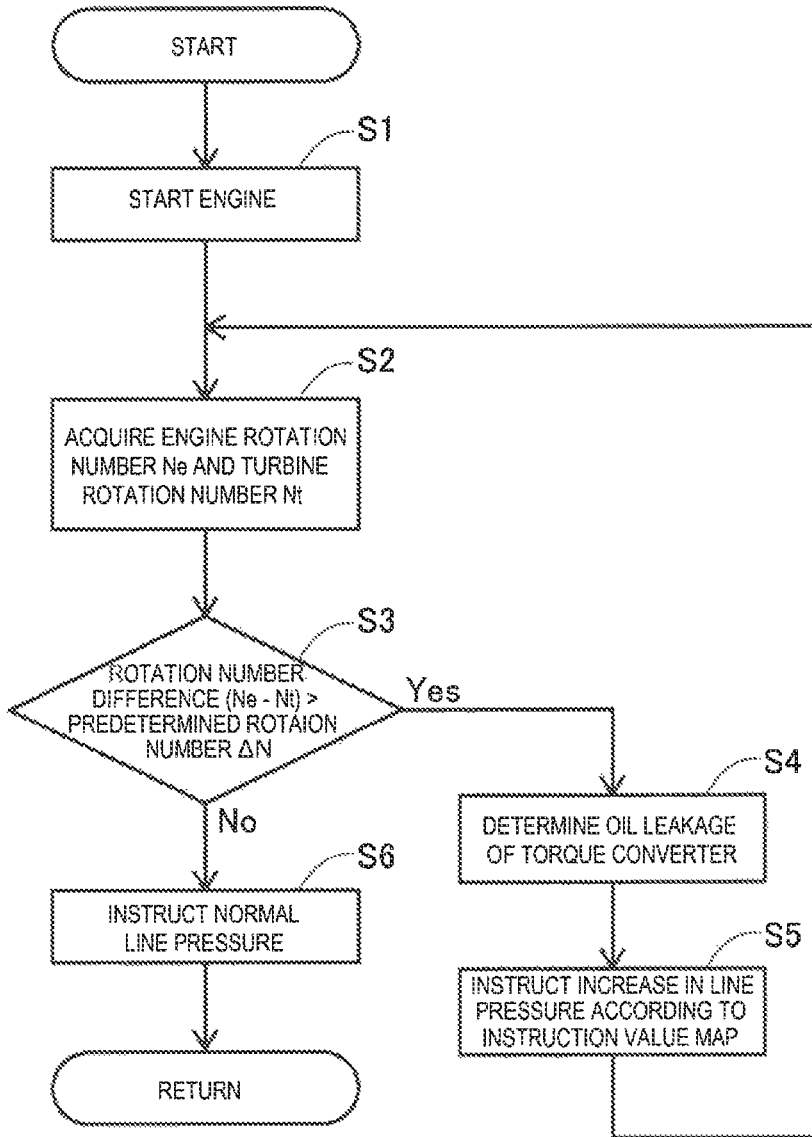 START
S1
START ENGINE
S2
ACQUIRE ENGINE ROTATION
NUMBER Ne AND TURBINE
ROTATION NUMBER Nt
S3
ROTATION NUMBER
DIFFERENCE (Ne - Nt) >
PREDETERMINED ROTAION
NUMBER ΔN
Yes
No
S4
DETERMINE OIL LEAKAGE
OF TORQUE CONVERTER
S5
INSTRUCT INCREASE IN LINE
PRESSURE ACCORDING TO
INSTRUCTION VALUE MAP
S6
INSTRUCT NORMAL
LINE PRESSURE
RETURN